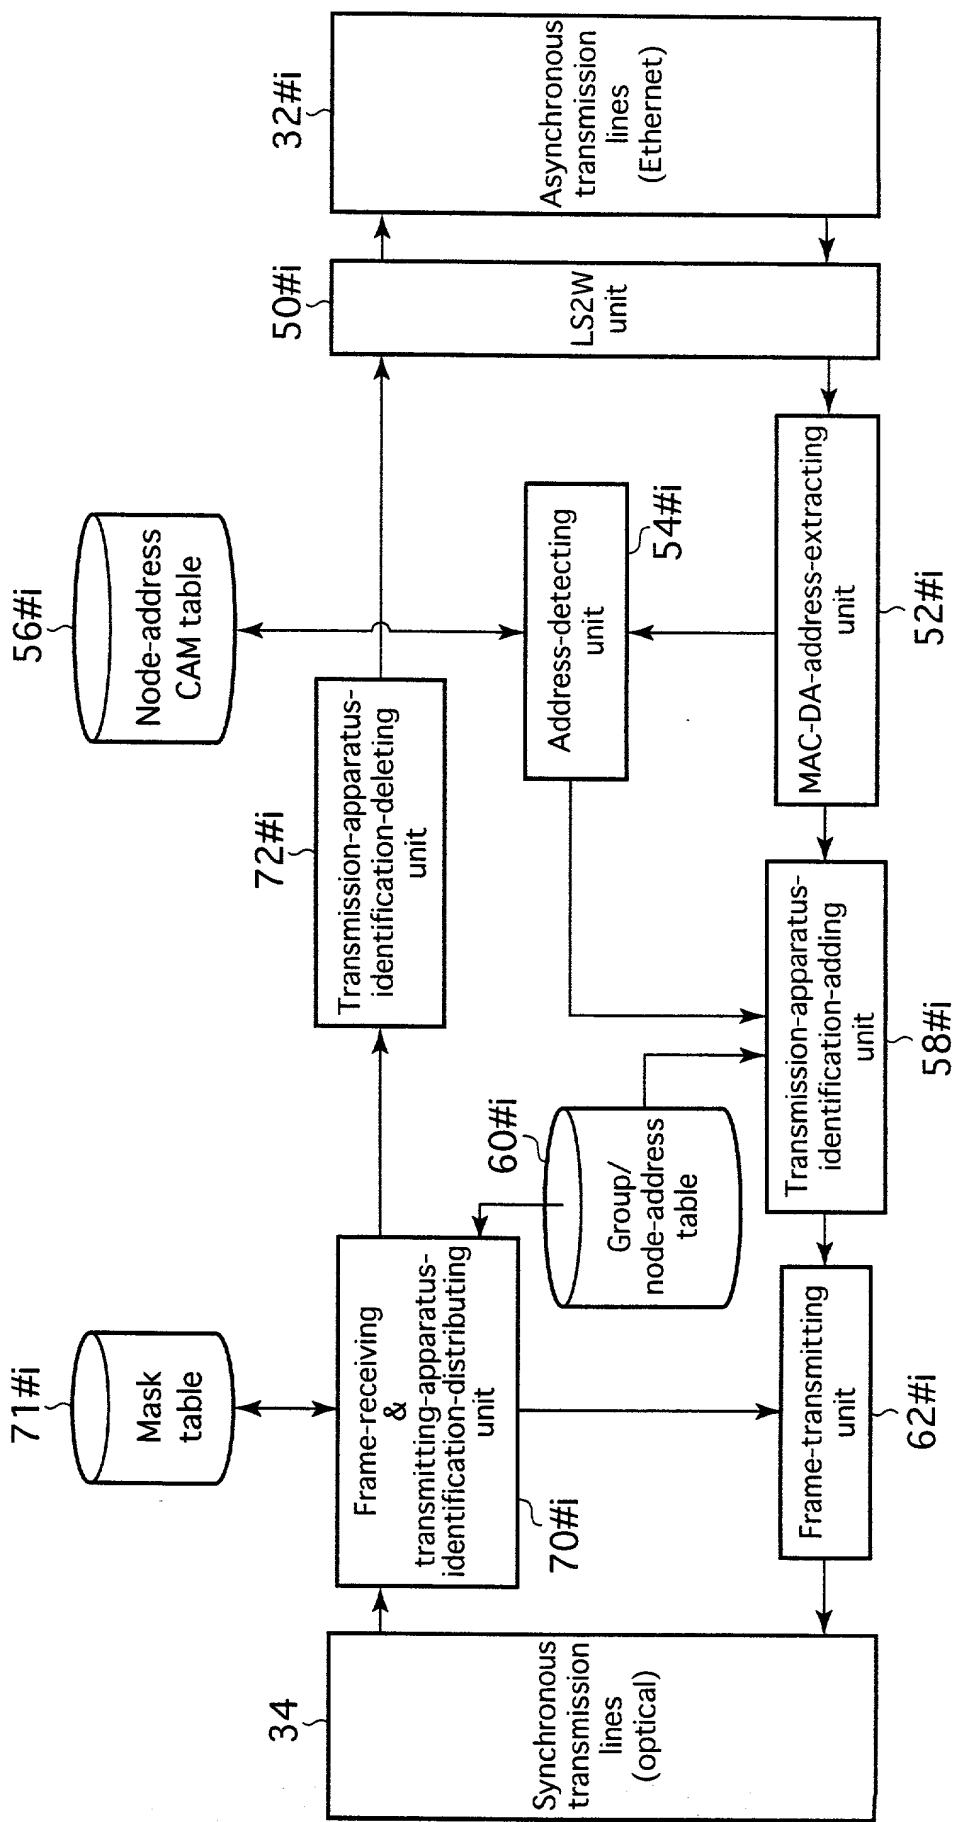 71#i
Mask
table
56#i
Node-address
CAM table
34
Synchronous
transmission
lines
(optical)
Frame-receiving
&
transmitting-apparatus-
identification-distributing
unit
70#i
72#i
Transmission-apparatus-
identification-deleting
unit
50#i
LS2W
unit
32#i
Asynchronous
transmission
lines
(Ethernet)
60#i
Group/
node-address
table
Address-detecting
unit
54#i
Frame-transmitting
unit
62#i
Transmission-apparatus-
identification-adding
unit
58#i
MAC-DA-address-extracting
unit
52#i